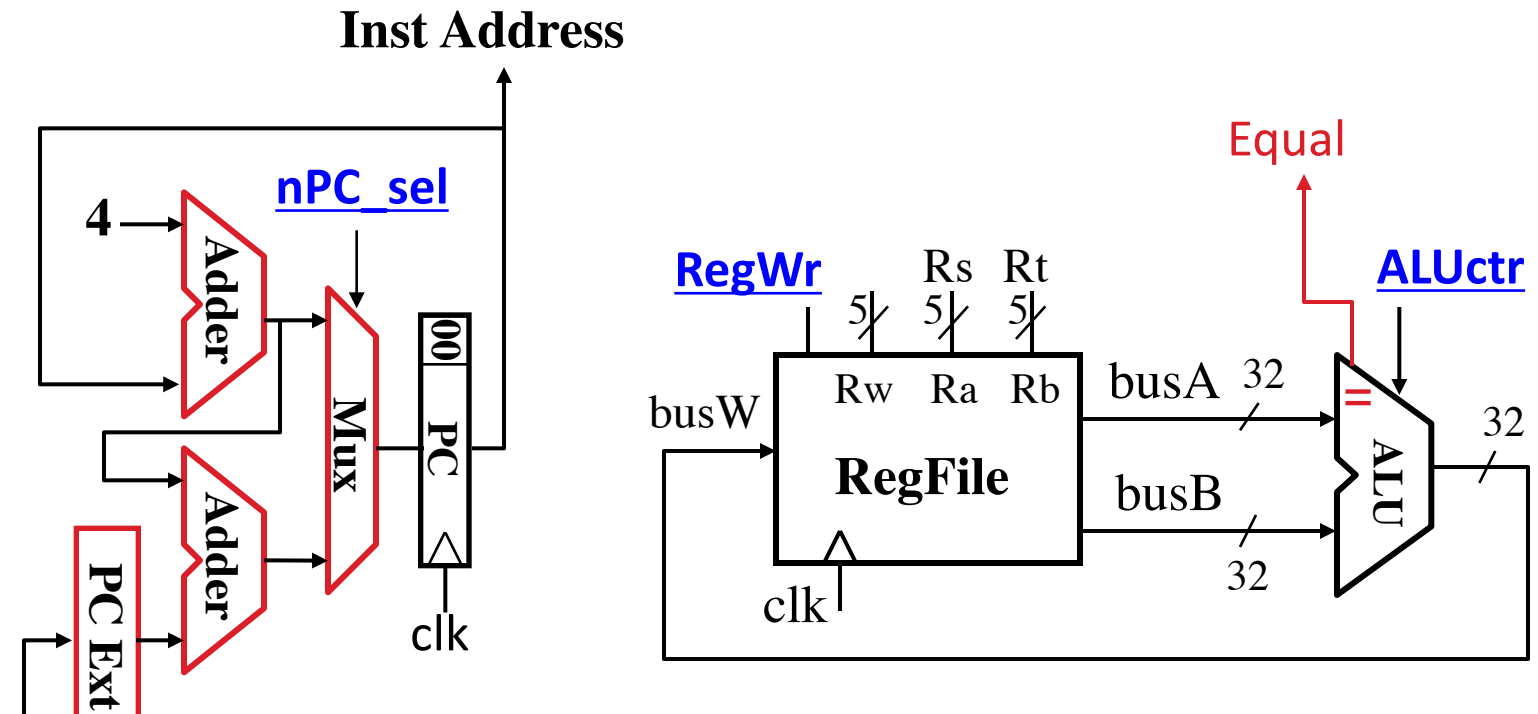 Inst Address
4
Adder
nPC_sel
Mux
00
PC
clk
Adder
PC Ext
Equal
RegWr
Rs
Rt
ALUctr
5
5
5
Rw
Ra
Rb
busW
RegFile
clk
busA
32
busB
32
=
ALU
32